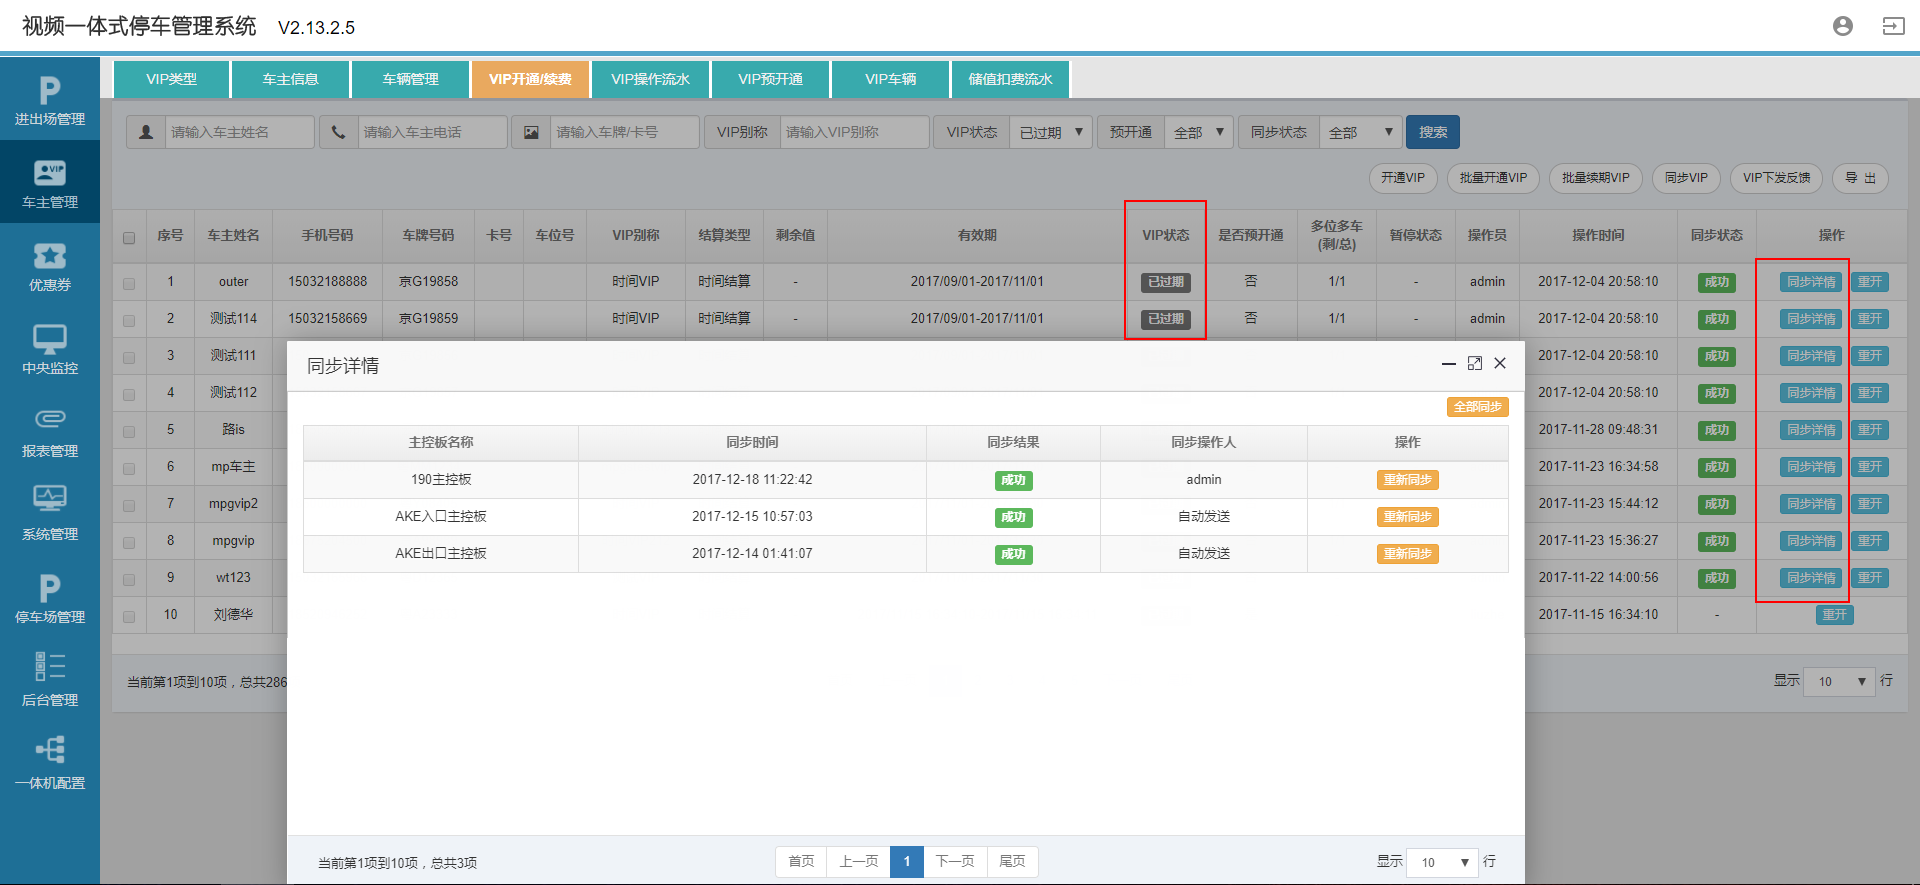 视频一体式停车管理系统 V2.13.2.5
进出场管理
车主管理
优惠券
中央监控
报表管理
系统管理
停车场管理
后台管理
一体机配置
VIP类型 车主信息 车辆管理 VIP开通/续费 VIP操作流水 VIP预开通 VIP车辆 储值扣费流水
请输入车主姓名 请输入车主电话 请输入车牌/卡号 VIP别称 请输入VIP别称 VIP状态 已过期 ▼ 预开通 全部 ▼ 同步状态 全部 ▼ 搜索
开通VIP 批量开通VIP 批量续期VIP 同步VIP VIP下发反馈 导 出
序号 车主姓名 手机号码 车牌号码 卡号 车位号 VIP别称 结算类型 剩余值 有效期 VIP状态 是否预开通 多位多车 (剩/总) 暂停状态 操作员 操作时间 同步状态 操作
1 outer 15032188888 京G19858 时间VIP 时间结算 - 2017/09/01-2017/11/01 已过期 否 1/1 - admin 2017-12-04 20:58:10 成功 同步详情 重开
2 测试114 15032158669 京G19859 时间VIP 时间结算 - 2017/09/01-2017/11/01 已过期 否 1/1 - admin 2017-12-04 20:58:10 成功 同步详情 重开
3 测试111 2017-12-04 20:58:10 成功 同步详情 重开
4 测试112 2017-12-04 20:58:10 成功 同步详情 重开
5 路is 2017-11-28 09:48:31 成功 同步详情 重开
6 mp车主 2017-11-23 16:34:58 成功 同步详情 重开
7 mpgvip2 2017-11-23 15:44:12 成功 同步详情 重开
8 mpgvip 2017-11-23 15:36:27 成功 同步详情 重开
9 wt123 2017-11-22 14:00:56 成功 同步详情 重开
10 刘德华 2017-11-15 16:34:10 - 重开
当前第1项到10项，总共286 显示 10 ▼ 行
同步详情
全部同步
主控板名称 同步时间 同步结果 同步操作人 操作
190主控板 2017-12-18 11:22:42 成功 admin 重新同步
AKE入口主控板 2017-12-15 10:57:03 成功 自动发送 重新同步
AKE出口主控板 2017-12-14 01:41:07 成功 自动发送 重新同步
当前第1项到10项，总共3项 首页 上一页 1 下一页 尾页 显示 10 ▼ 行